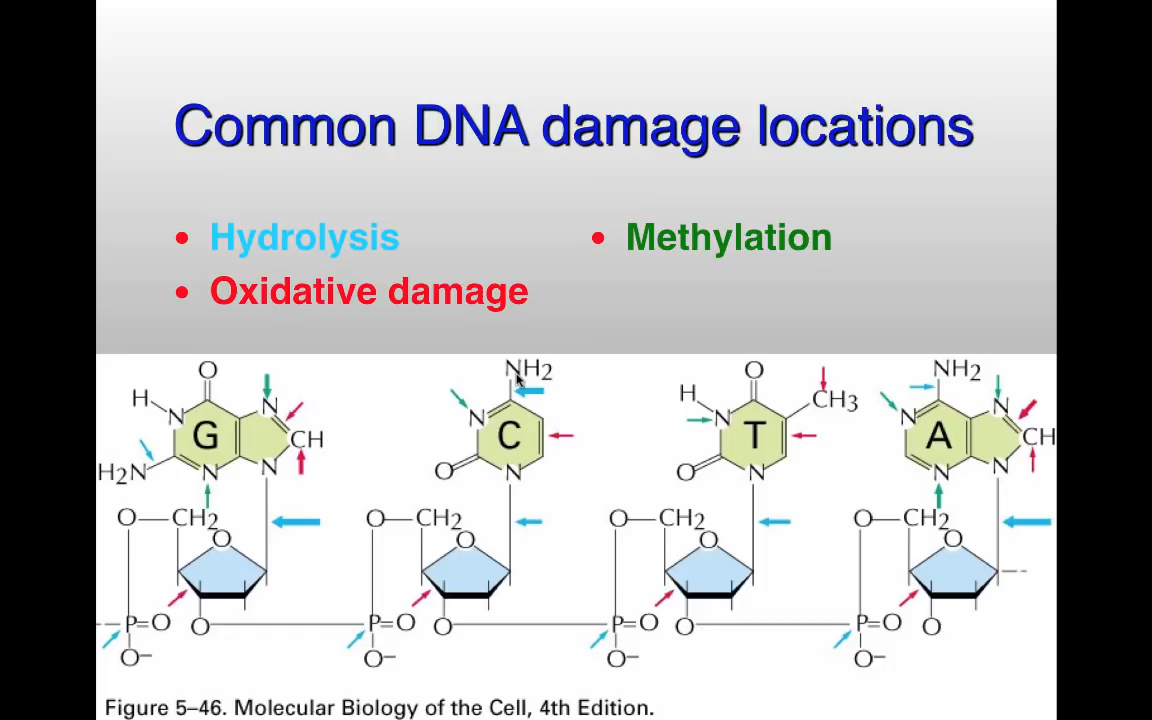 Common DNA damage locations
• Hydrolysis
• Oxidative damage
• Methylation
O NH2 O NH2
H N N CH N H N CH3 N N CH
G C T A
H2N N N O N O N N N
O CH2 O O CH2 O O CH2 O O CH2 O
P=O O P=O O P=O O P=O O
O– O– O– O–
Figure 5–46. Molecular Biology of the Cell, 4th Edition.